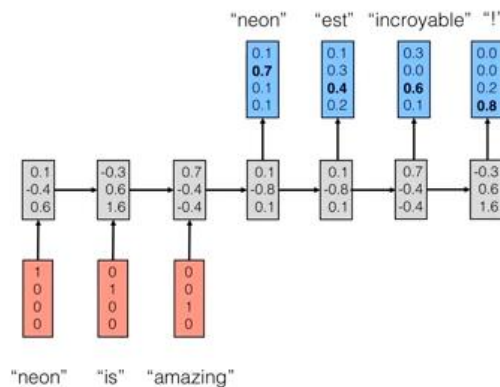 “neon” “est” “incroyable” “!”
0.1 0.1 0.3 0.0
0.7 0.3 0.0 0.0
0.1 0.4 0.6 0.2
0.1 0.2 0.1 0.8
0.1 -0.3 0.7 0.1 0.1 0.7 -0.3
-0.4 0.6 -0.4 -0.8 -0.8 -0.4 0.6
0.6 1.6 -0.4 0.1 0.1 -0.4 1.6
1 0 0
0 1 0
0 0 1
0 0 0
“neon” “is” “amazing”